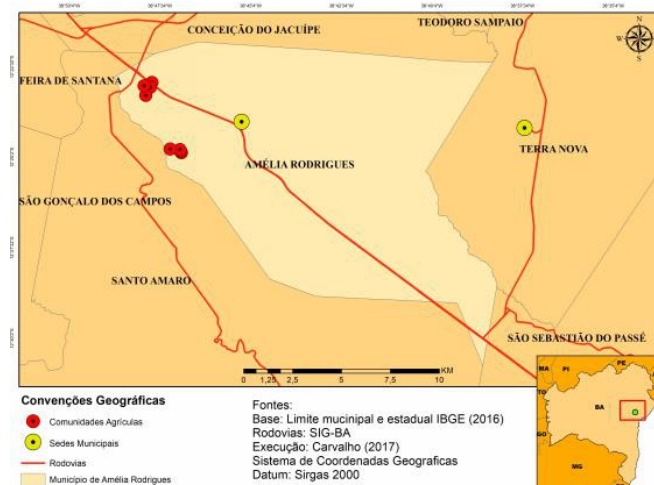 CONCEIÇÃO DO JACUÍPE
TEODORO SAMPAIO
N
W
E
S
FEIRA DE SANTANA
AMÉLIA RODRIGUES
TERRA NOVA
SÃO GONÇALO DOS CAMPOS
SANTO AMARO
SÃO SEBASTIÃO DO PASSÉ
KM
0 1,25 2,5 5 7,5 10
Convenções Geográficas
Comunidades Agrículas
Sedes Municipais
Rodovias
Município de Amélia Rodrigues
Fontes:
Base: Limite mucinipal e estadual IBGE (2016)
Rodovias: SIG-BA
Execução: Carvalho (2017)
Sistema de Coordenadas Geograficas
Datum: Sirgas 2000
MA
PI
PE
TO
BA
GO
MG